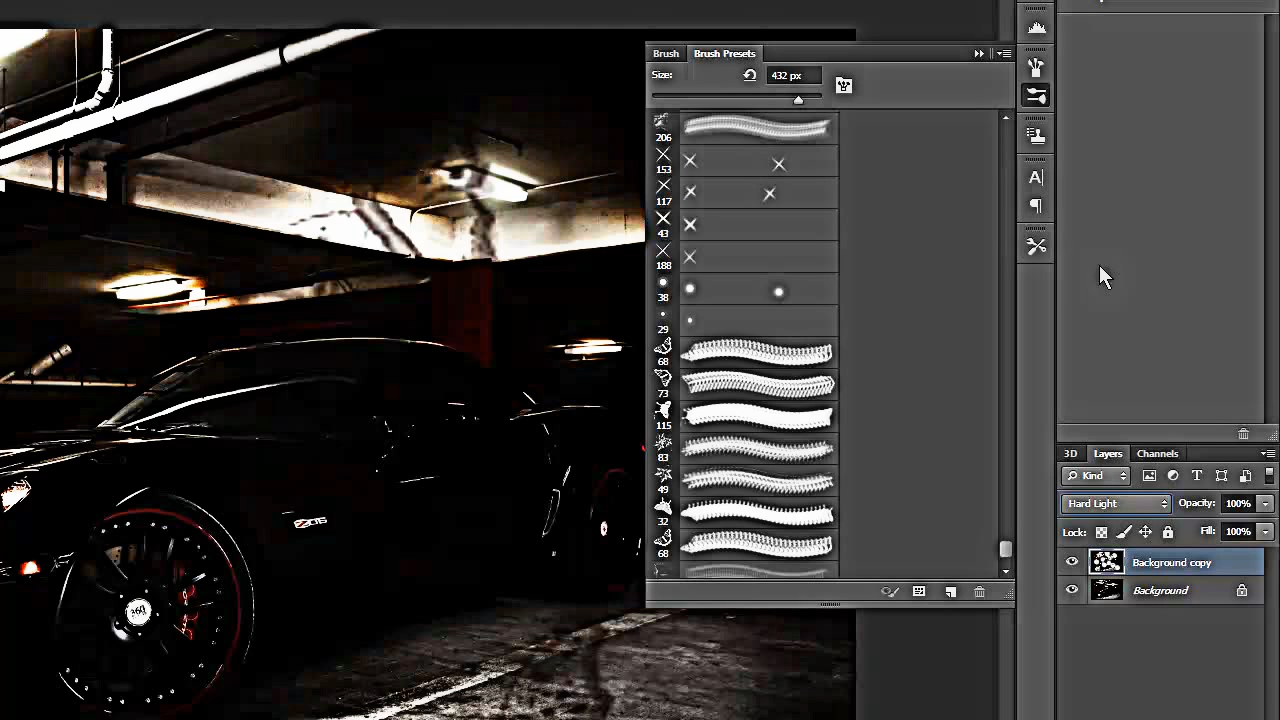 Brush Brush Presets
Size: 432 px
206
153
117
43
188
38
29
68
73
115
83
49
32
68
A
3D Layers Channels
Kind T
Hard Light Opacity: 100%
Lock: Fill: 100%
Background copy
Background
360